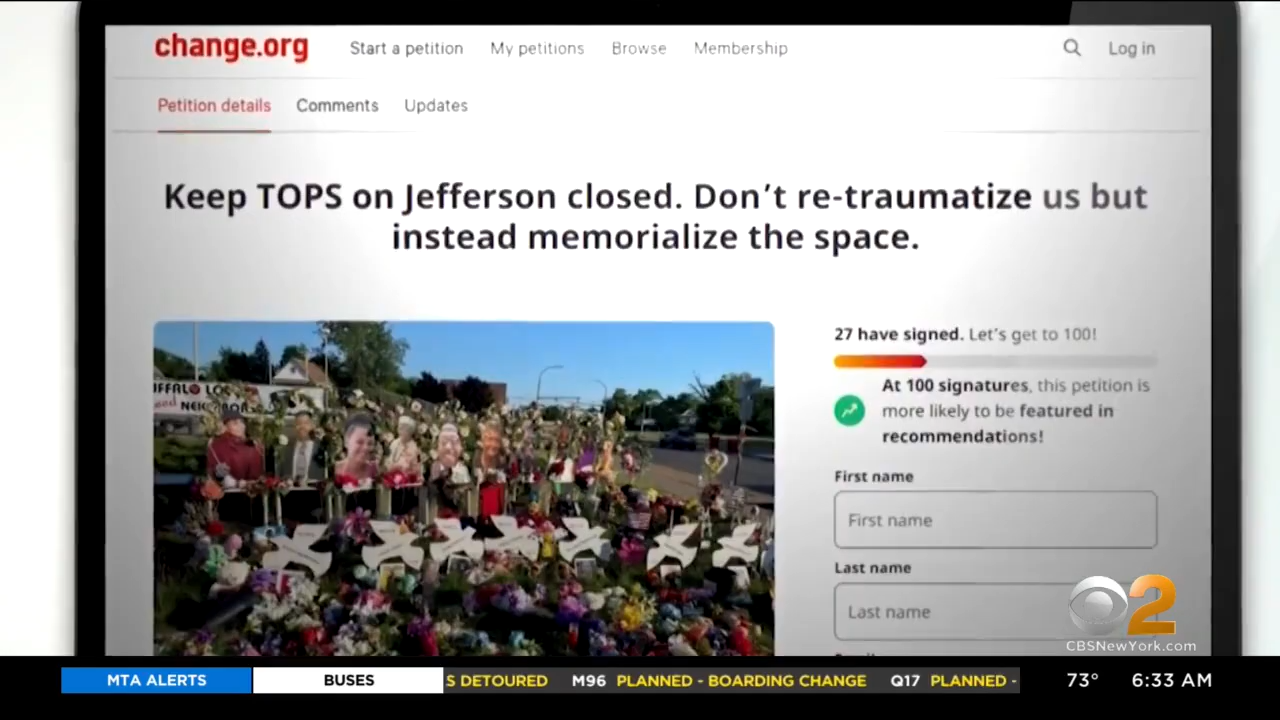 change.org Start a petition My petitions Browse Membership Log in
Petition details Comments Updates
Keep TOPS on Jefferson closed. Don't re-traumatize us but
instead memorialize the space.
27 have signed. Let's get to 100!
At 100 signatures, this petition is
more likely to be featured in
recommendations!
First name
First name
Last name
Last name
2
CBSNewYork.com
MTA ALERTS BUSES S DETOURED M96 PLANNED - BOARDING CHANGE Q17 PLANNED - 73° 6:33 AM